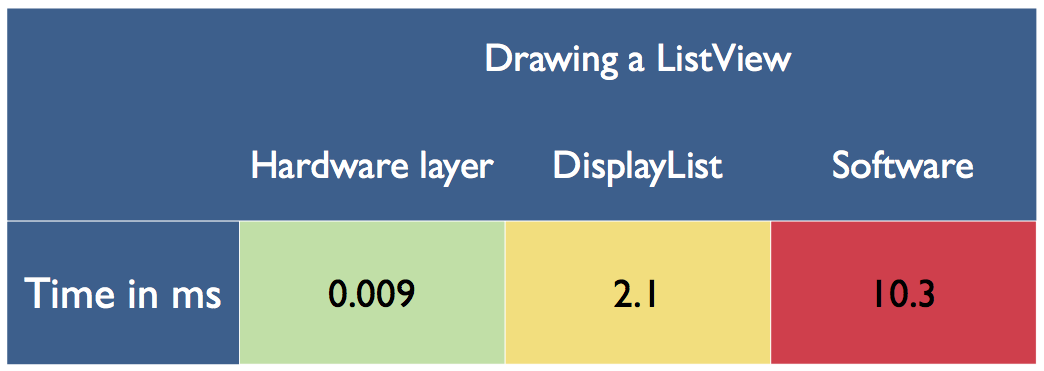 Drawing a ListView
Hardware layer DisplayList Software
Time in ms 0.009 2.1 10.3